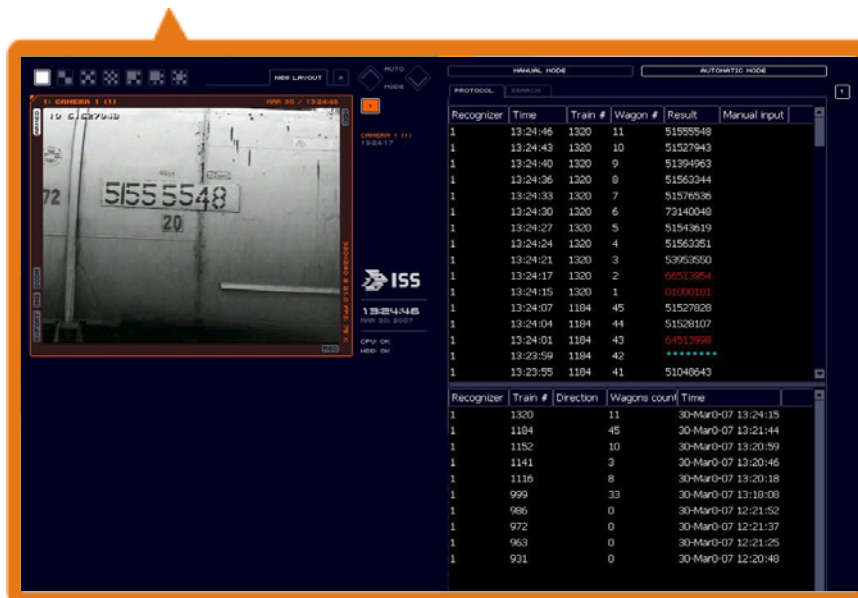 NEW LAYOUT
AUTO
MODE
1: CAMERA 1 (1) MAR 30 / 13:24:46
72
51555548
20
REC
1
CAMERA 1 (1)
13:24:17
ISS
13:24:46
MAR 30, 2007
CPU: OK
HDD: OK
MANUAL MODE AUTOMATIC MODE
PROTOCOL SEARCH
1
Recognizer Time Train # Wagon # Result Manual input
1 13:24:46 1320 11 51555548
1 13:24:43 1320 10 51527943
1 13:24:40 1320 9 51394963
1 13:24:36 1320 8 51563344
1 13:24:33 1320 7 51576536
1 13:24:30 1320 6 73140048
1 13:24:27 1320 5 51543619
1 13:24:24 1320 4 51563351
1 13:24:21 1320 3 53953550
1 13:24:17 1320 2 66513954
1 13:24:15 1320 1 01000181
1 13:24:07 1184 45 51527828
1 13:24:04 1184 44 51528107
1 13:24:01 1184 43 64513998
1 13:23:59 1184 42 ********
1 13:23:55 1184 41 51048643
Recognizer Train # Direction Wagons count Time
1 1320 11 30-Mar0-07 13:24:15
1 1184 45 30-Mar0-07 13:21:44
1 1152 10 30-Mar0-07 13:20:59
1 1141 3 30-Mar0-07 13:20:46
1 1116 8 30-Mar0-07 13:20:18
1 999 33 30-Mar0-07 13:18:08
1 986 0 30-Mar0-07 12:21:52
1 972 0 30-Mar0-07 12:21:37
1 963 0 30-Mar0-07 12:21:25
1 931 0 30-Mar0-07 12:20:48